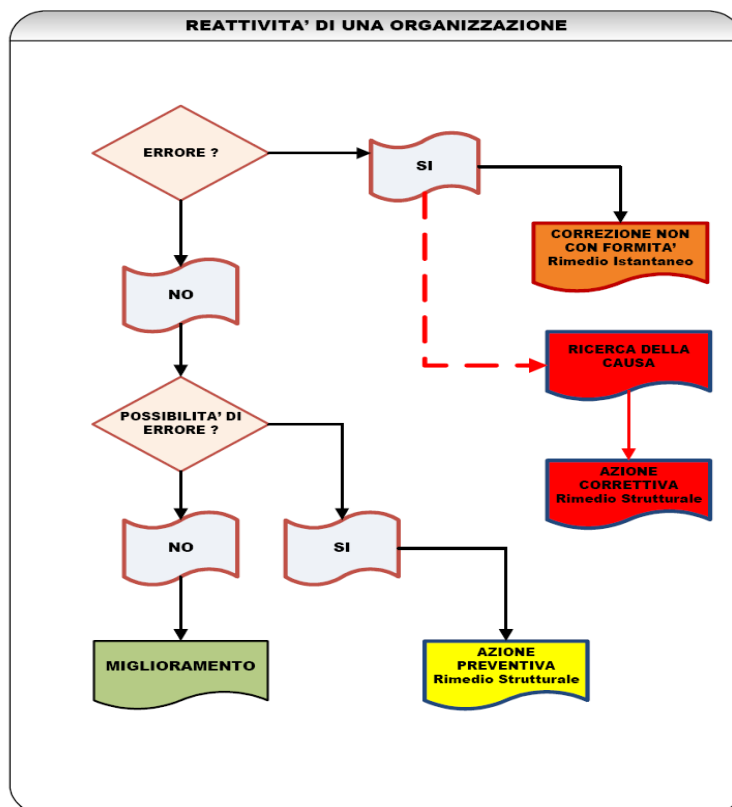 REATTIVITA' DI UNA ORGANIZZAZIONE
ERRORE ?
SI
CORREZIONE NON
CON FORMITA'
Rimedio Istantaneo
NO
RICERCA DELLA
CAUSA
POSSIBILITA' DI
ERRORE ?
AZIONE
CORRETTIVA
Rimedio Strutturale
NO
SI
MIGLIORAMENTO
AZIONE
PREVENTIVA
Rimedio Strutturale